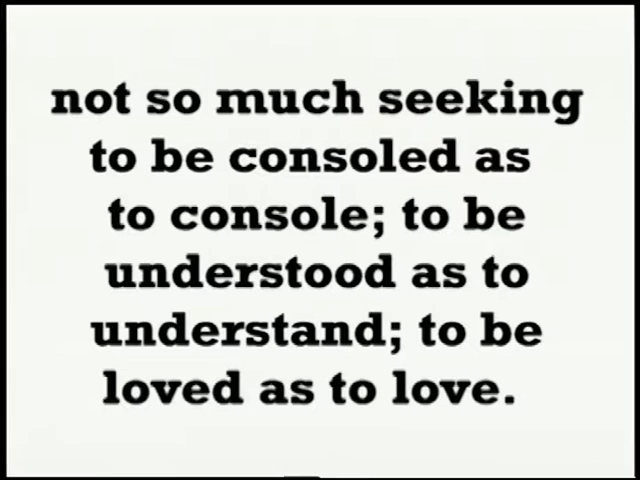 not so much seeking
to be consoled as
to console; to be
understood as to
understand; to be
loved as to love.